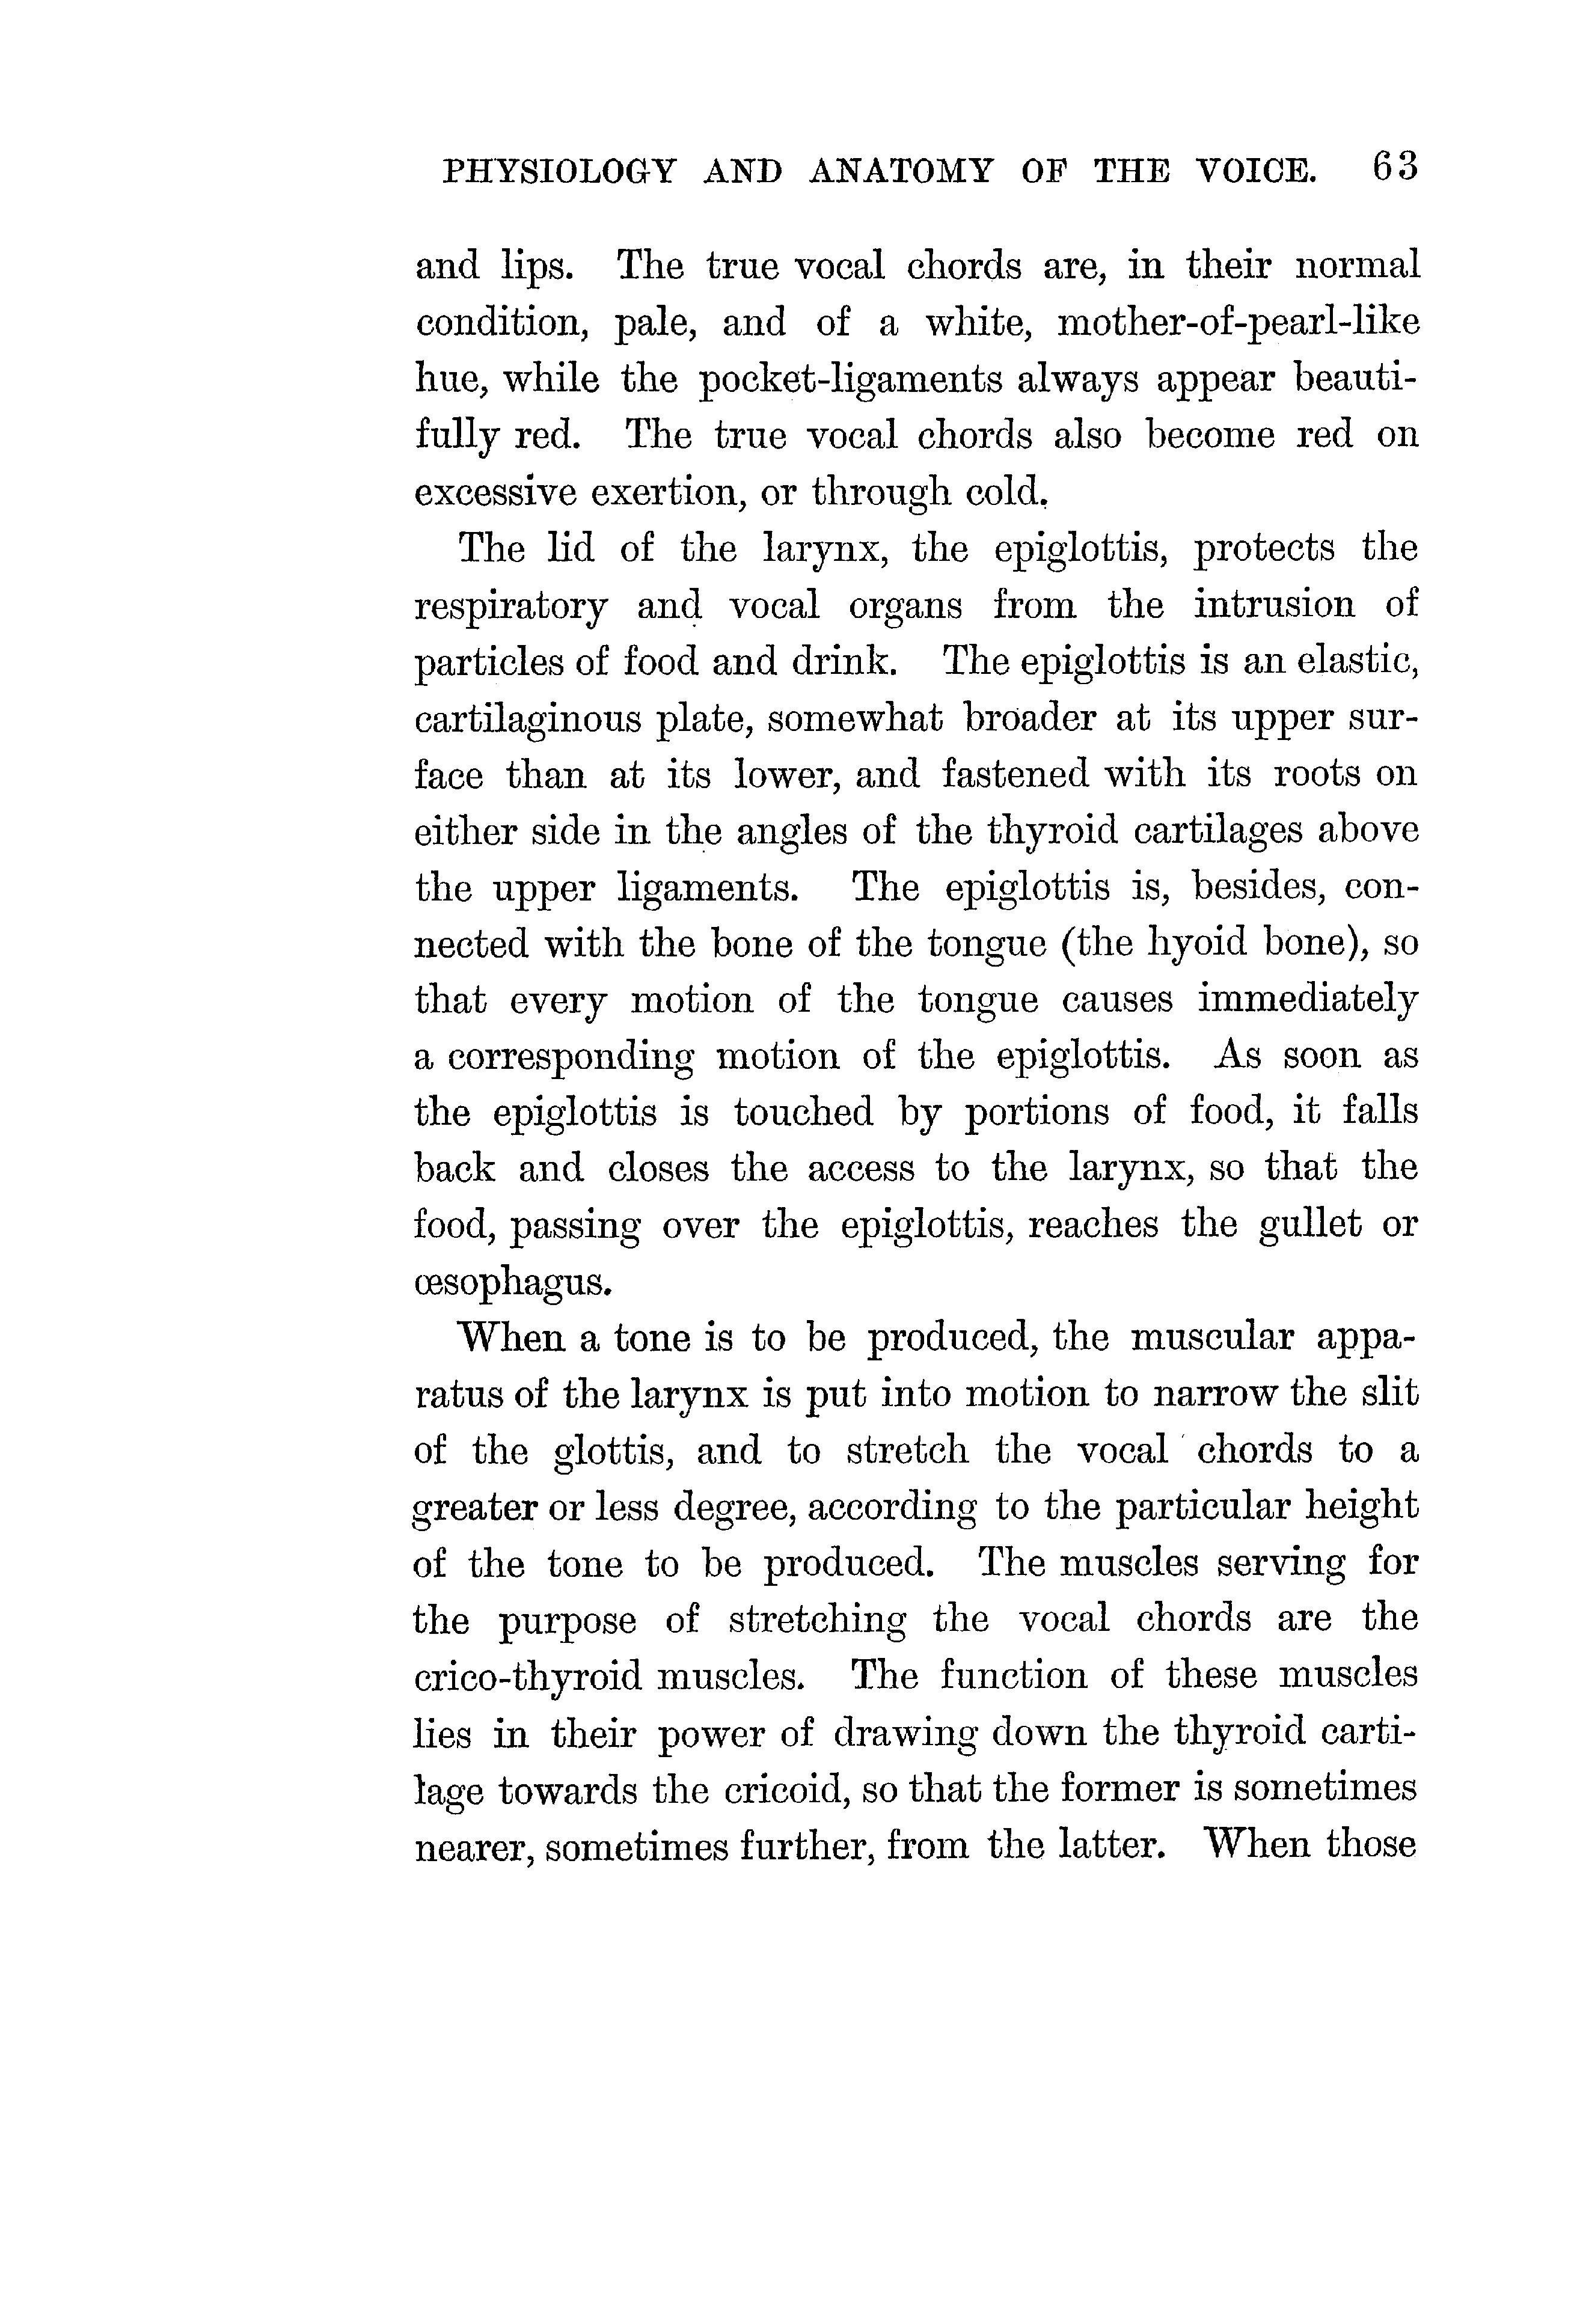 PHYSIOLOGY AND ANATOMY OF THE VOICE. 63
and lips. The true vocal chords are, in their normal
condition, pale, and of a white, mother-of-pearl-like
hue, while the pocket-ligaments always appear beauti-
fully red. The true vocal chords also become red on
excessive exertion, or through cold.
The lid of the larynx, the epiglottis, protects the
respiratory and vocal organs from the intrusion of
particles of food and drink. The epiglottis is an elastic,
cartilaginous plate, somewhat broader at its upper sur-
face than at its lower, and fastened with its roots on
either side in the angles of the thyroid cartilages above
the upper ligaments. The epiglottis is, besides, con-
nected with the bone of the tongue (the hyoid bone), so
that every motion of the tongue causes immediately
a corresponding motion of the epiglottis. As soon as
the epiglottis is touched by portions of food, it falls
back and closes the access to the larynx, so that the
food, passing over the epiglottis, reaches the gullet or
œsophagus.
When a tone is to be produced, the muscular appa-
ratus of the larynx is put into motion to narrow the slit
of the glottis, and to stretch the vocal chords to a
greater or less degree, according to the particular height
of the tone to be produced. The muscles serving for
the purpose of stretching the vocal chords are the
crico-thyroid muscles. The function of these muscles
lies in their power of drawing down the thyroid carti-
lage towards the cricoid, so that the former is sometimes
nearer, sometimes further, from the latter. When those